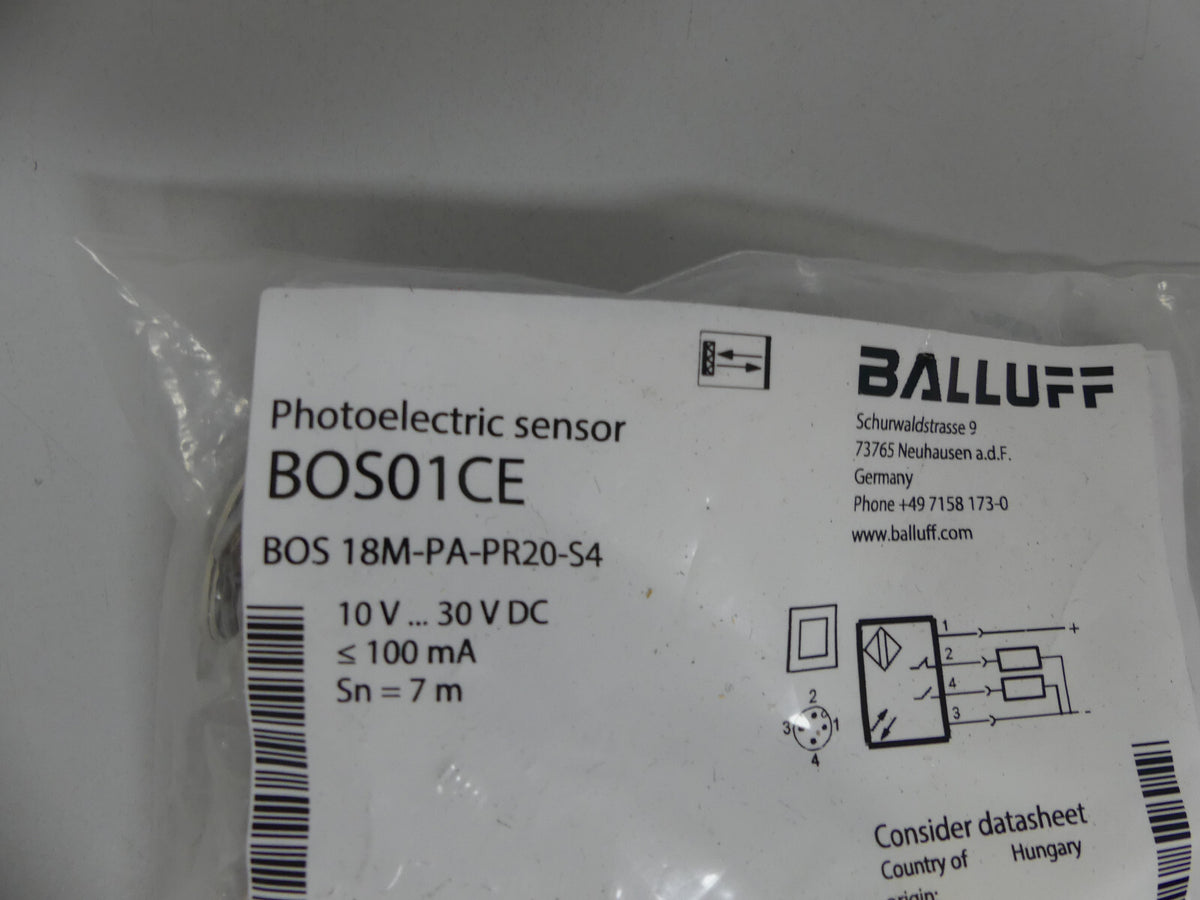 Photoelectric sensor
BOS01CE
BOS 18M-PA-PR20-S4
10 V ... 30 V DC
≤ 100 mA
Sn = 7 m
BALLUFF
Schurwaldstrasse 9
73765 Neuhausen a.d.F.
Germany
Phone +49 7158 173-0
www.balluff.com
1 +
2
4
3 -
2
3 1
4
Consider datasheet
Country of Hungary
origin: